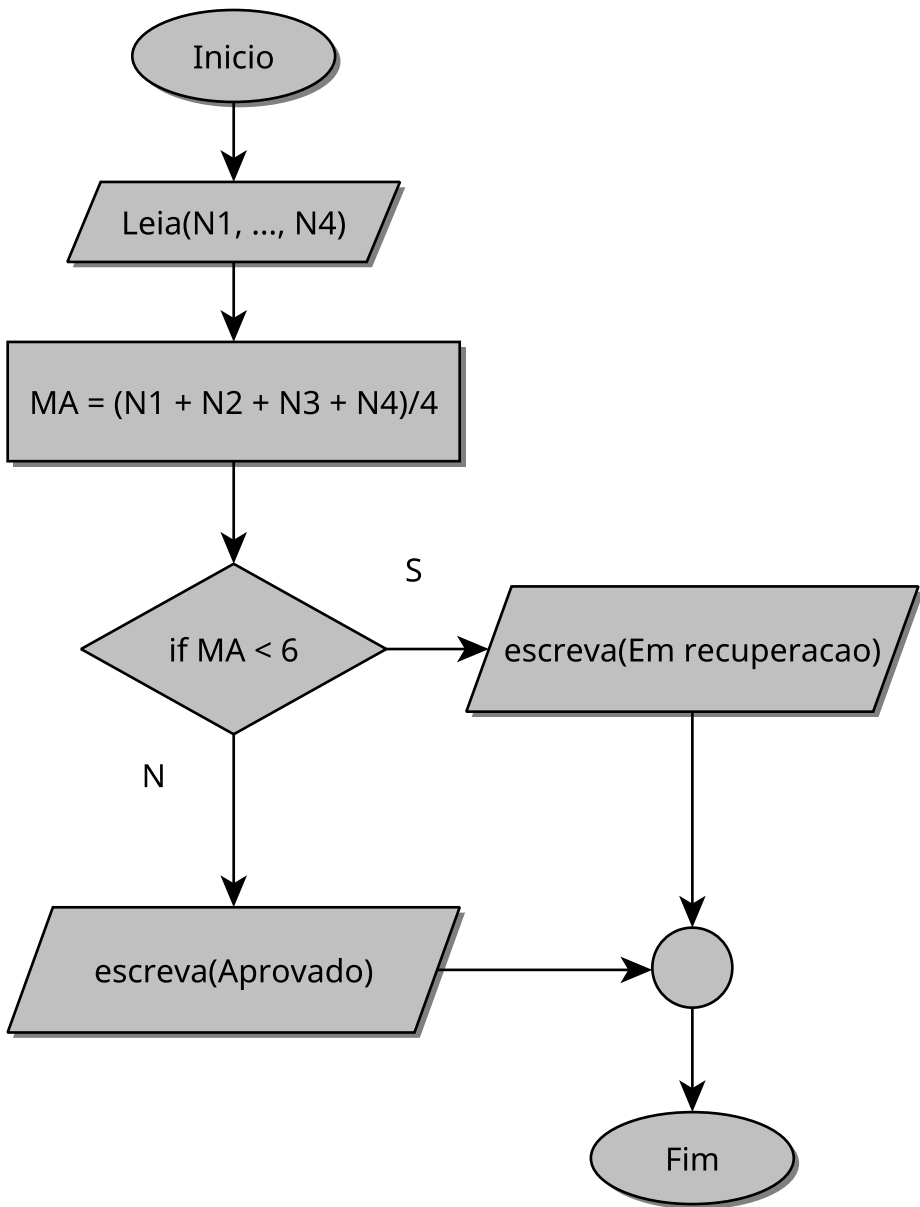 Inicio
Leia(N1, ..., N4)
MA = (N1 + N2 + N3 + N4)/4
if MA < 6
S
escreva(Em recuperacao)
N
escreva(Aprovado)
Fim